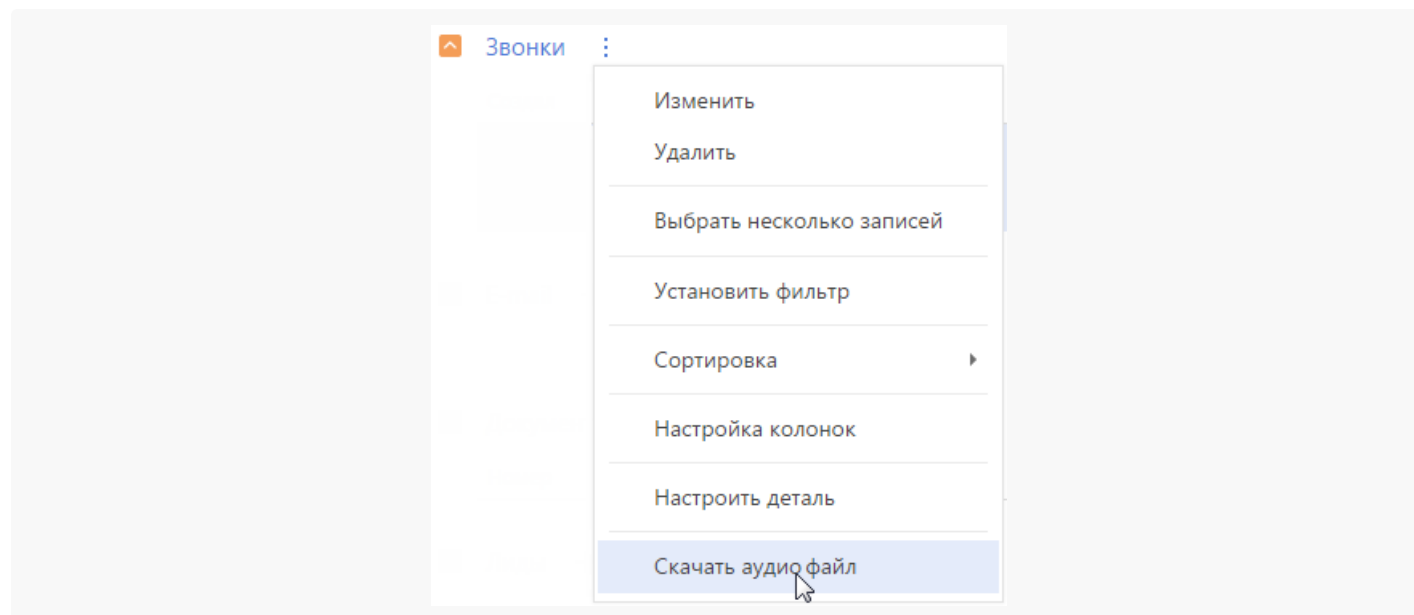 Звонки
Изменить
Удалить
Выбрать несколько записей
Установить фильтр
Сортировка
Настройка колонок
Настроить деталь
Скачать аудио файл